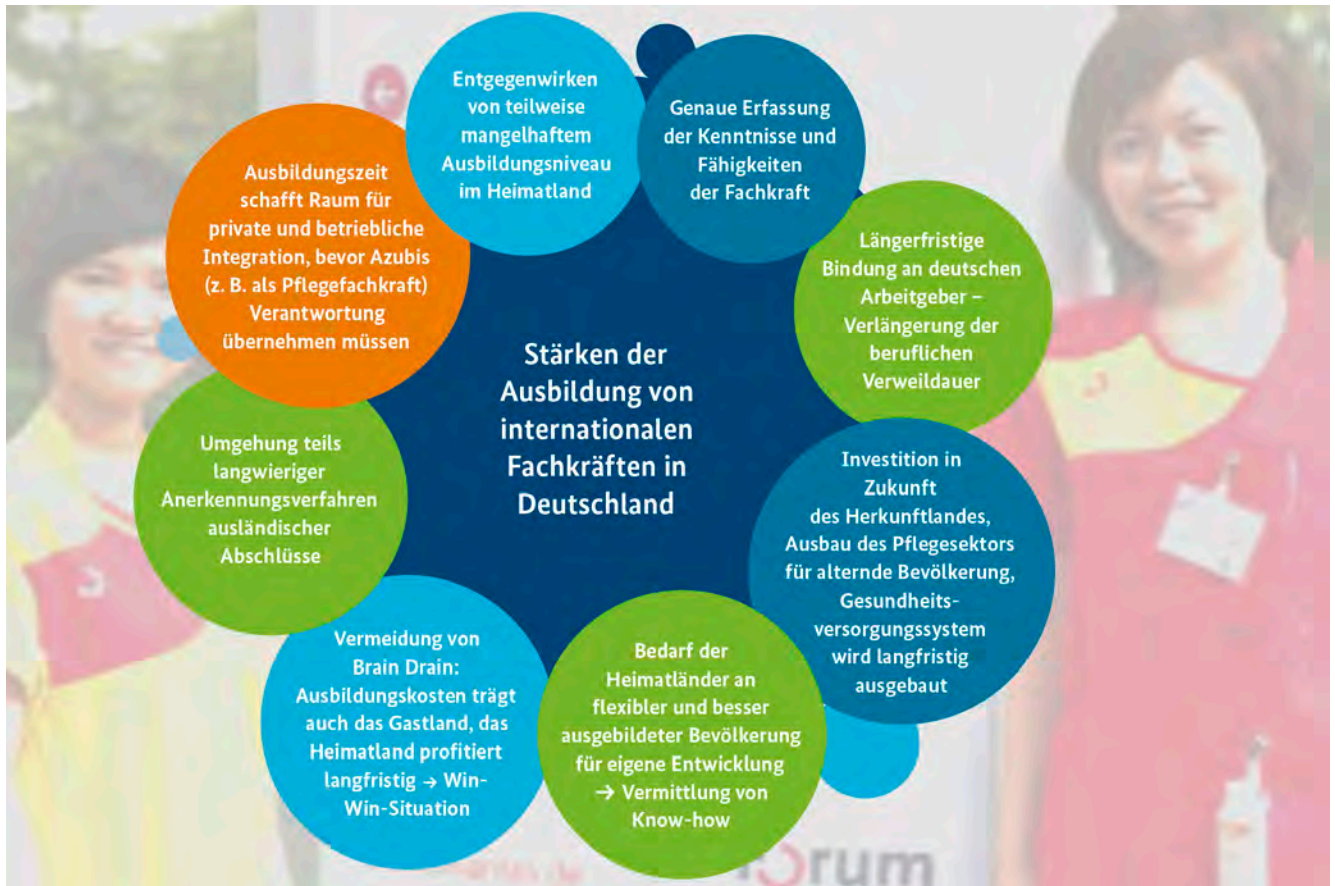 Stärken der
Ausbildung von
internationalen
Fachkräften in
Deutschland
Entgegenwirken
von teilweise
mangelhaftem
Ausbildungsniveau
im Heimatland
Genaue Erfassung
der Kenntnisse und
Fähigkeiten
der Fachkraft
Längerfristige
Bindung an deutschen
Arbeitgeber –
Verlängerung der
beruflichen
Verweildauer
Investition in
Zukunft
des Herkunftlandes,
Ausbau des Pflegesektors
für alternde Bevölkerung,
Gesundheits-
versorgungssystem
wird langfristig
ausgebaut
Bedarf der
Heimatländer an
flexibler und besser
ausgebildeter Bevölkerung
für eigene Entwicklung
→ Vermittlung von
Know-how
Vermeidung von
Brain Drain:
Ausbildungskosten trägt
auch das Gastland, das
Heimatland profitiert
langfristig → Win-
Win-Situation
Umgehung teils
langwieriger
Anerkennungsverfahren
ausländischer
Abschlüsse
Ausbildungszeit
schafft Raum für
private und betriebliche
Integration, bevor Azubis
(z. B. als Pflegefachkraft)
Verantwortung
übernehmen müssen